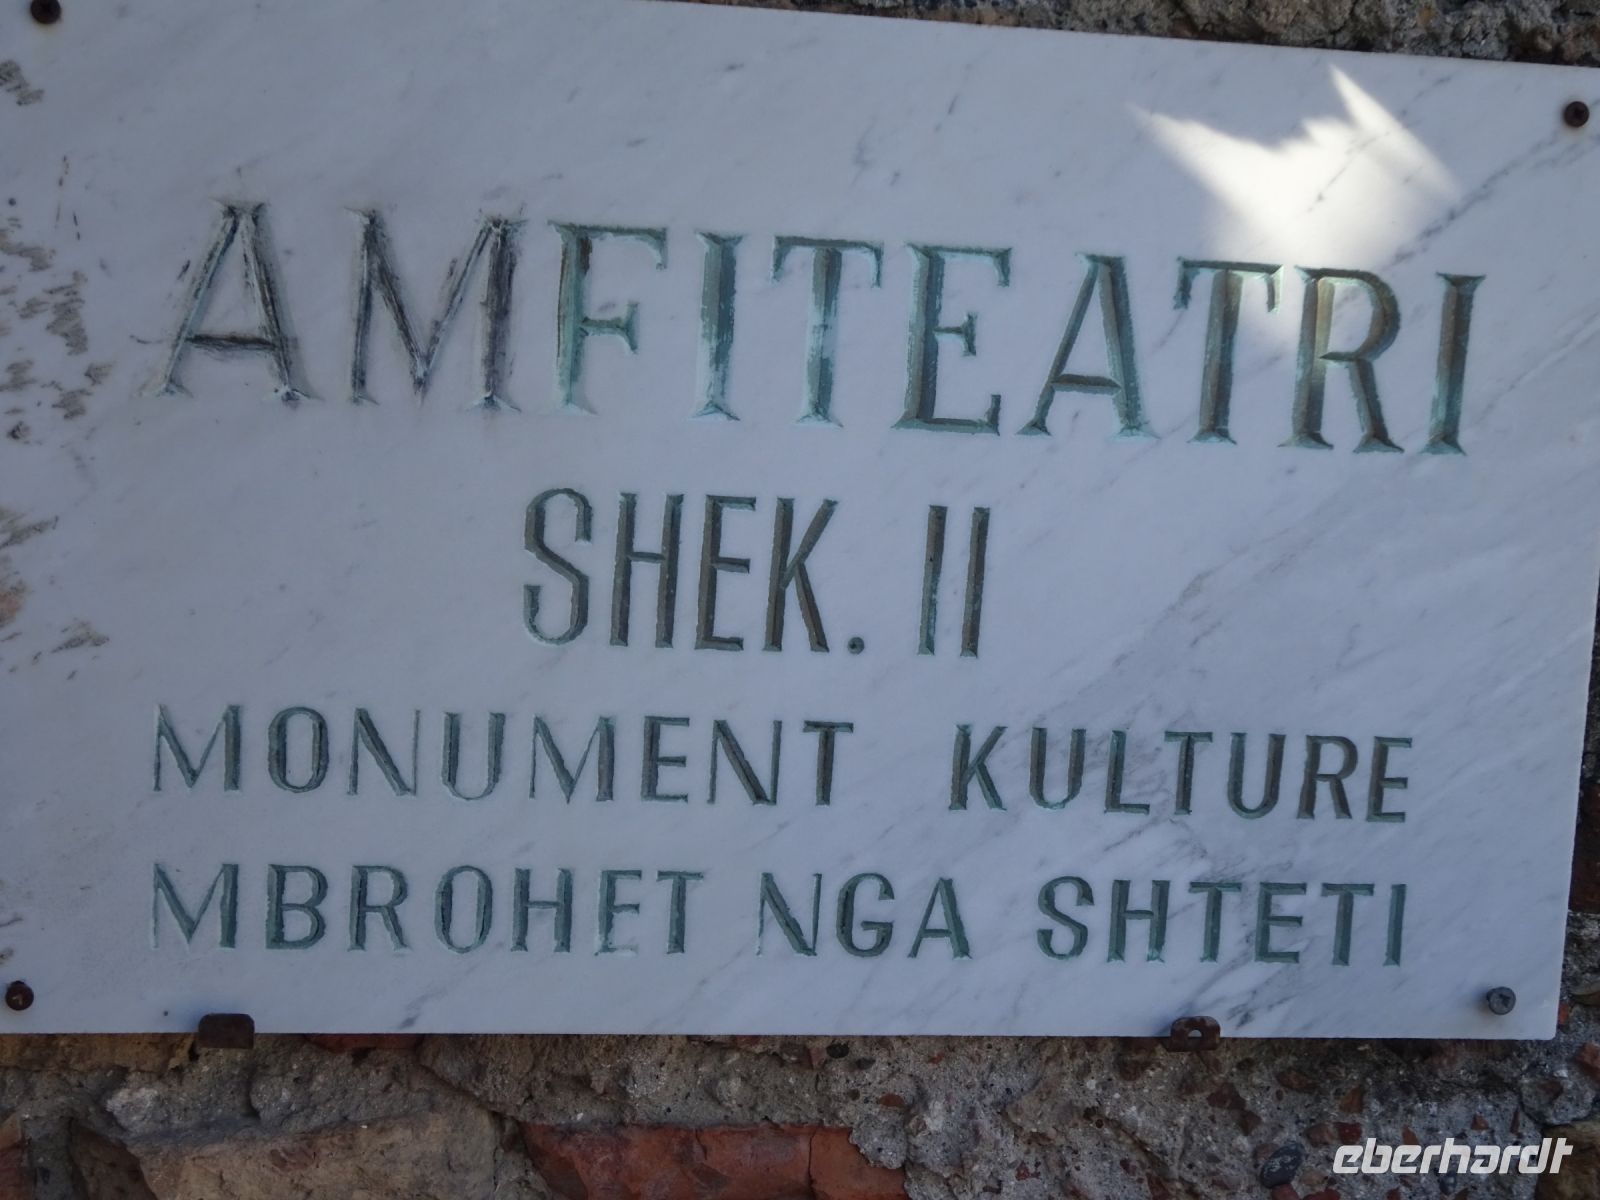 AMFITEATRI
SHEK. II
MONUMENT KULTURE
MBROHET NGA SHTETI
eberhardt